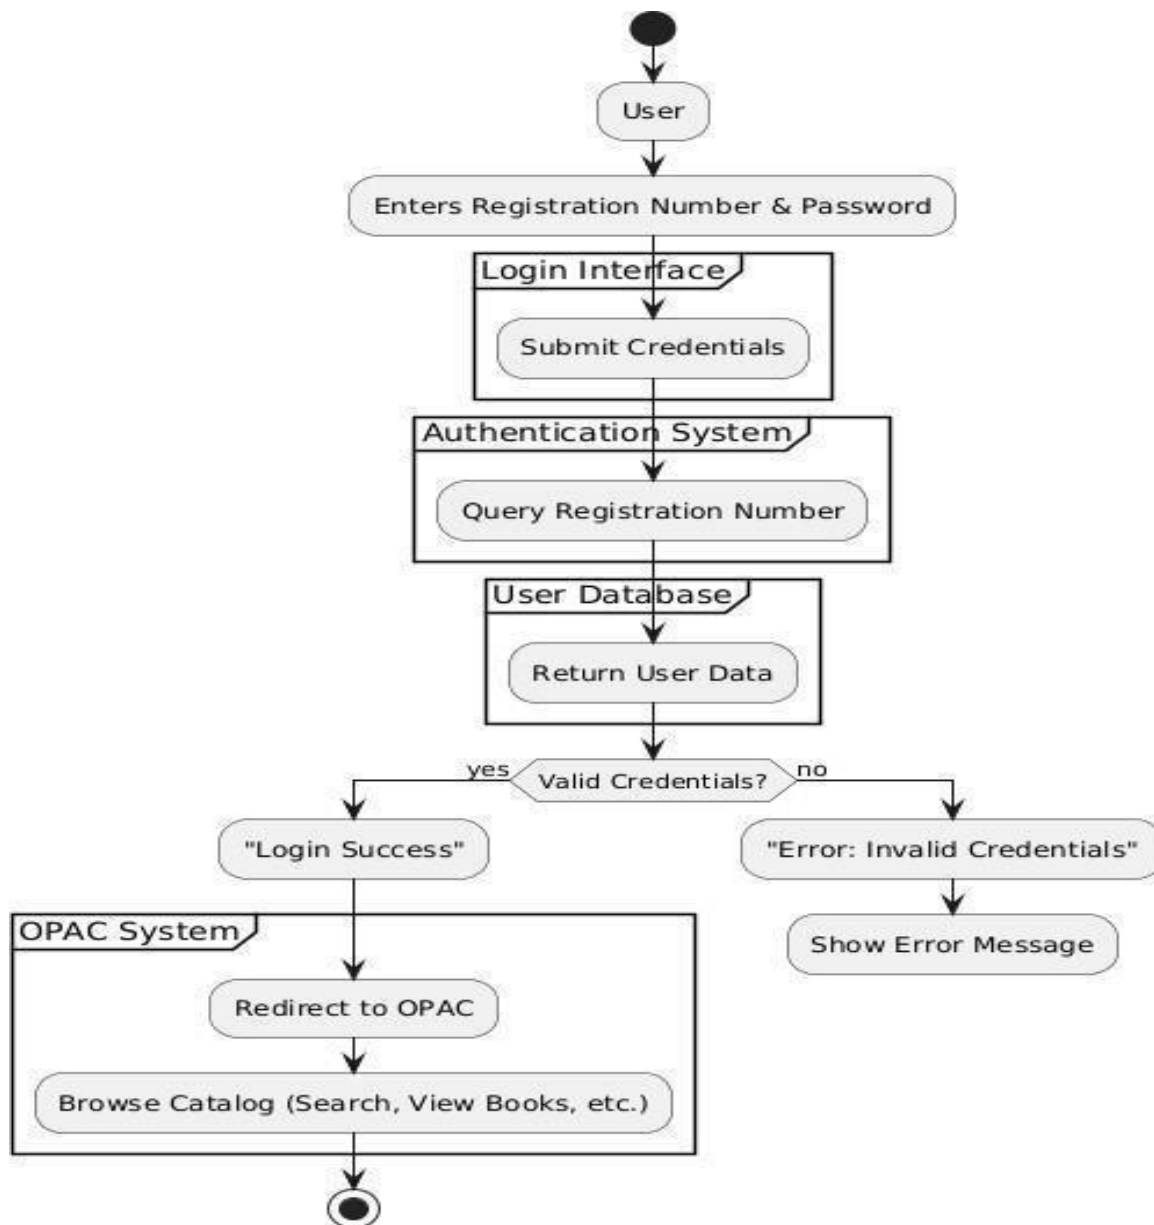 User
Enters Registration Number & Password
Login Interface
Submit Credentials
Authentication System
Query Registration Number
User Database
Return User Data
yes
Valid Credentials?
no
"Login Success"
"Error: Invalid Credentials"
OPAC System
Show Error Message
Redirect to OPAC
Browse Catalog (Search, View Books, etc.)